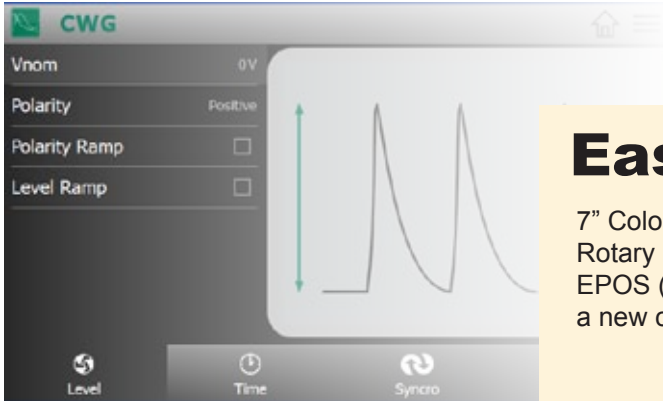 CWG
Vnom 0V
Polarity Positive
Polarity Ramp
Level Ramp
Level Time Syncro
Eas
7” Colo
Rotary
EPOS (
a new